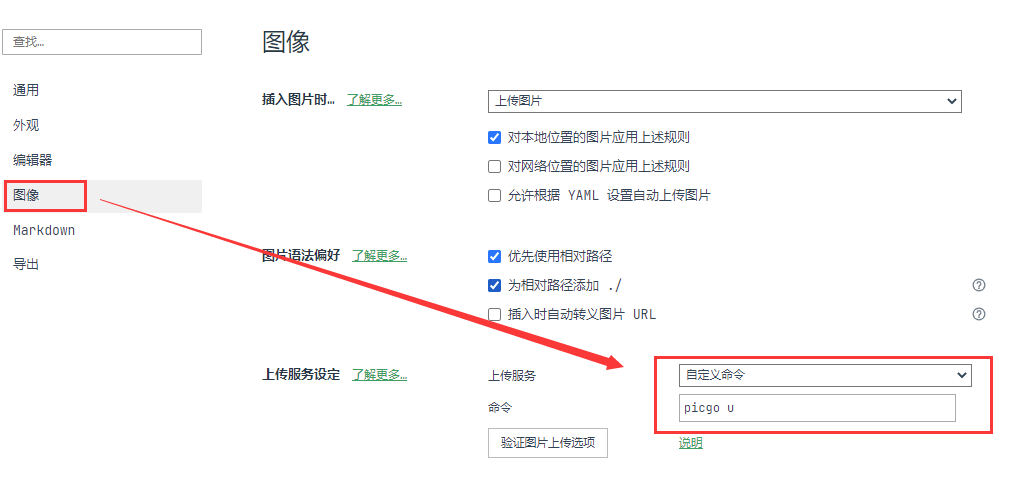 查找…
通用
外观
编辑器
图像
Markdown
导出
图像
插入图片时… 了解更多… 上传图片
对本地位置的图片应用上述规则
对网络位置的图片应用上述规则
允许根据 YAML 设置自动上传图片
图片语法偏好 了解更多… 优先使用相对路径
为相对路径添加 ./
插入时自动转义图片 URL
上传服务设定 了解更多… 上传服务 自定义命令
命令 picgo u
验证图片上传选项 说明